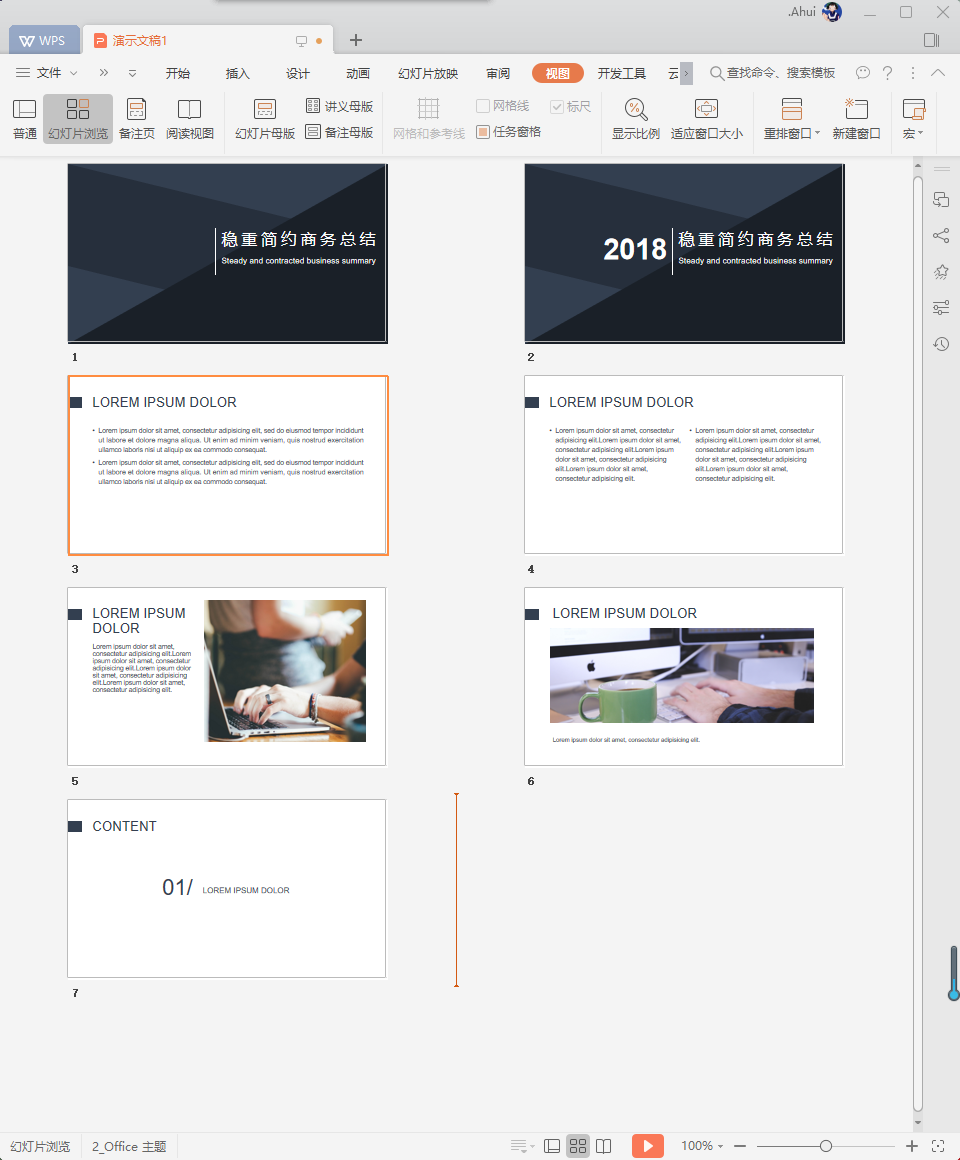 .Ahui
WPS
演示文稿1
文件
开始
插入
设计
动画
幻灯片放映
审阅
视图
开发工具
查找命令、搜索模板
普通
幻灯片浏览
备注页
阅读视图
幻灯片母版
讲义母版
备注母版
网格和参考线
网格线
标尺
任务窗格
显示比例
适应窗口大小
重排窗口
新建窗口
宏
稳重简约商务总结
Steady and contracted business summary
1
2018
稳重简约商务总结
Steady and contracted business summary
2
LOREM IPSUM DOLOR
• Lorem ipsum dolor sit amet, consectetur adipisicing elit, sed do eiusmod tempor incididunt
ut labore et dolore magna aliqua. Ut enim ad minim veniam, quis nostrud exercitation
ullamco laboris nisi ut aliquip ex ea commodo consequat.
• Lorem ipsum dolor sit amet, consectetur adipisicing elit, sed do eiusmod tempor incididunt
ut labore et dolore magna aliqua. Ut enim ad minim veniam, quis nostrud exercitation
ullamco laboris nisi ut aliquip ex ea commodo consequat.
3
LOREM IPSUM DOLOR
• Lorem ipsum dolor sit amet, consectetur
adipisicing elit.Lorem ipsum dolor sit amet,
consectetur adipisicing elit.Lorem ipsum
dolor sit amet, consectetur adipisicing
elit.Lorem ipsum dolor sit amet,
consectetur adipisicing elit.
• Lorem ipsum dolor sit amet, consectetur
adipisicing elit.Lorem ipsum dolor sit amet,
consectetur adipisicing elit.Lorem ipsum
dolor sit amet, consectetur adipisicing
elit.Lorem ipsum dolor sit amet,
consectetur adipisicing elit.
4
LOREM IPSUM
DOLOR
Lorem ipsum dolor sit amet,
consectetur adipisicing elit.Lorem
ipsum dolor sit amet, consectetur
adipisicing elit.Lorem ipsum dolor
sit amet, consectetur adipisicing
elit.Lorem ipsum dolor sit amet,
consectetur adipisicing elit.
5
LOREM IPSUM DOLOR
Lorem ipsum dolor sit amet, consectetur adipisicing elit.
6
CONTENT
01/ LOREM IPSUM DOLOR
7
幻灯片浏览
2_Office 主题
100%